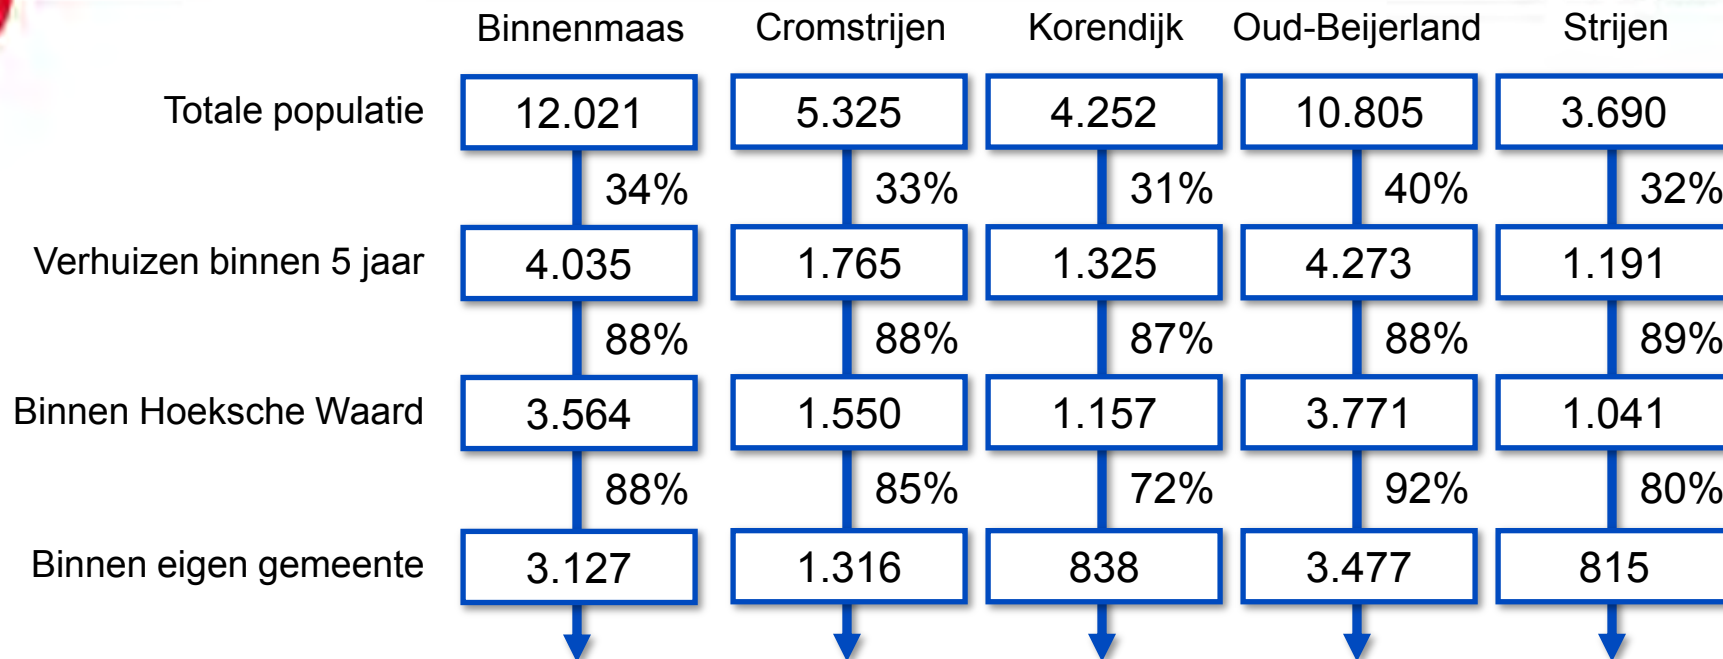 Binnenmaas Cromstrijen Korendijk Oud-Beijerland Strijen
Totale populatie 12.021 5.325 4.252 10.805 3.690
34% 33% 31% 40% 32%
Verhuizen binnen 5 jaar 4.035 1.765 1.325 4.273 1.191
88% 88% 87% 88% 89%
Binnen Hoeksche Waard 3.564 1.550 1.157 3.771 1.041
88% 85% 72% 92% 80%
Binnen eigen gemeente 3.127 1.316 838 3.477 815